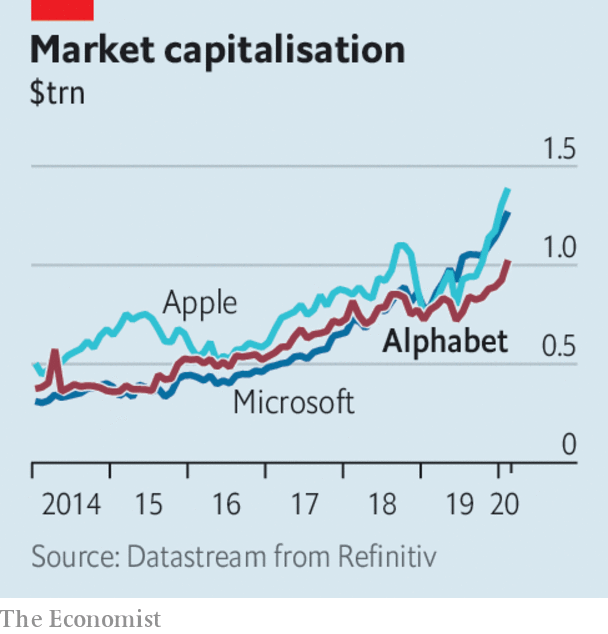 Market capitalisation
$trn
1.5
1.0
Apple
Alphabet
0.5
Microsoft
0
2014 15 16 17 18 19 20
Source: Datastream from Refinitiv
The Economist